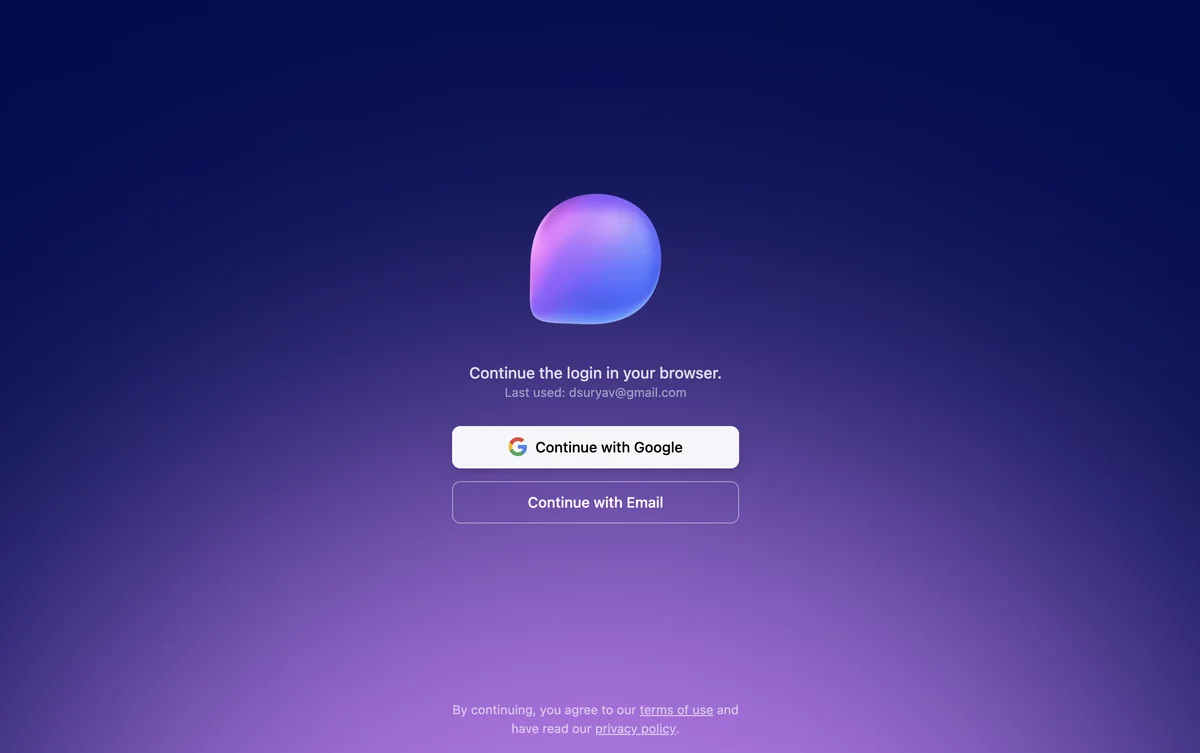 Continue the login in your browser.
Last used: dsuryav@gmail.com
Continue with Google
Continue with Email
By continuing, you agree to our terms of use and
have read our privacy policy.